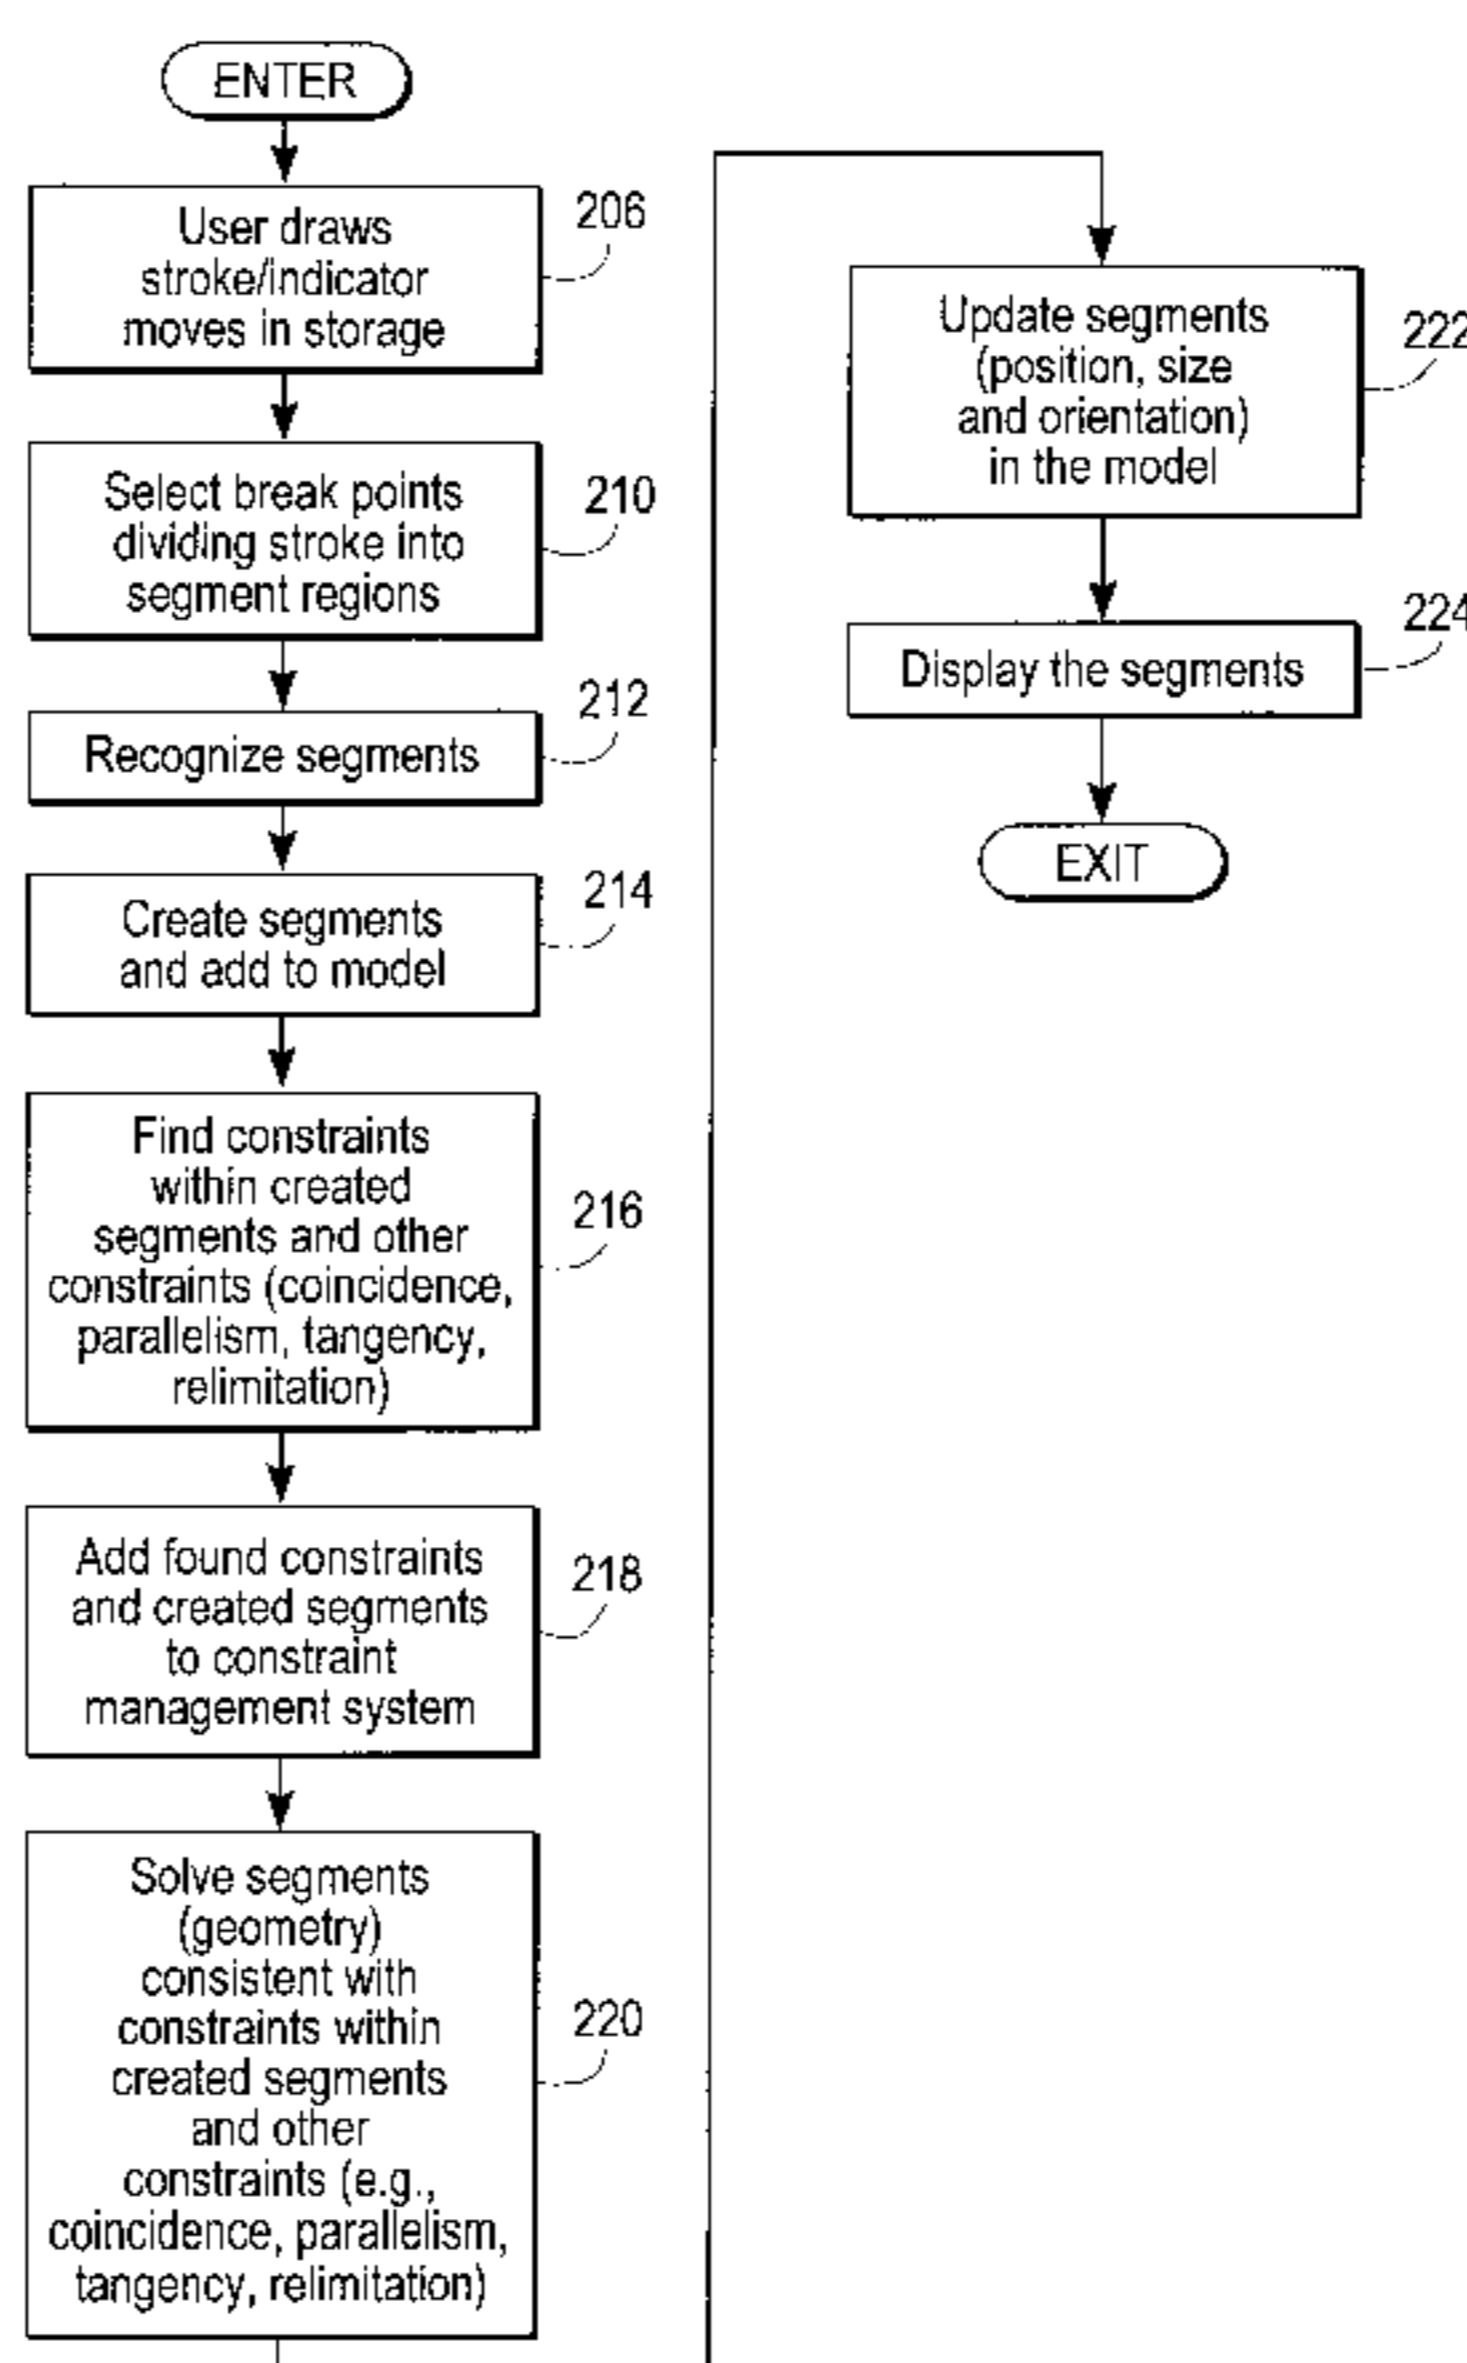 ENTER
User draws
stroke/indicator
moves in storage
206
Select break points
dividing stroke into
segment regions
210
Recognize segments
212
Create segments
and add to model
214
Find constraints
within created
segments and other
constraints (coincidence,
parallelism, tangency,
relimitation)
216
Add found constraints
and created segments
to constraint
management system
218
Solve segments
(geometry)
consistent with
constraints within
created segments
and other
constraints (e.g.,
coincidence, parallelism,
tangency, relimitation)
220
Update segments
(position, size
and orientation)
in the model
222
Display the segments
224
EXIT